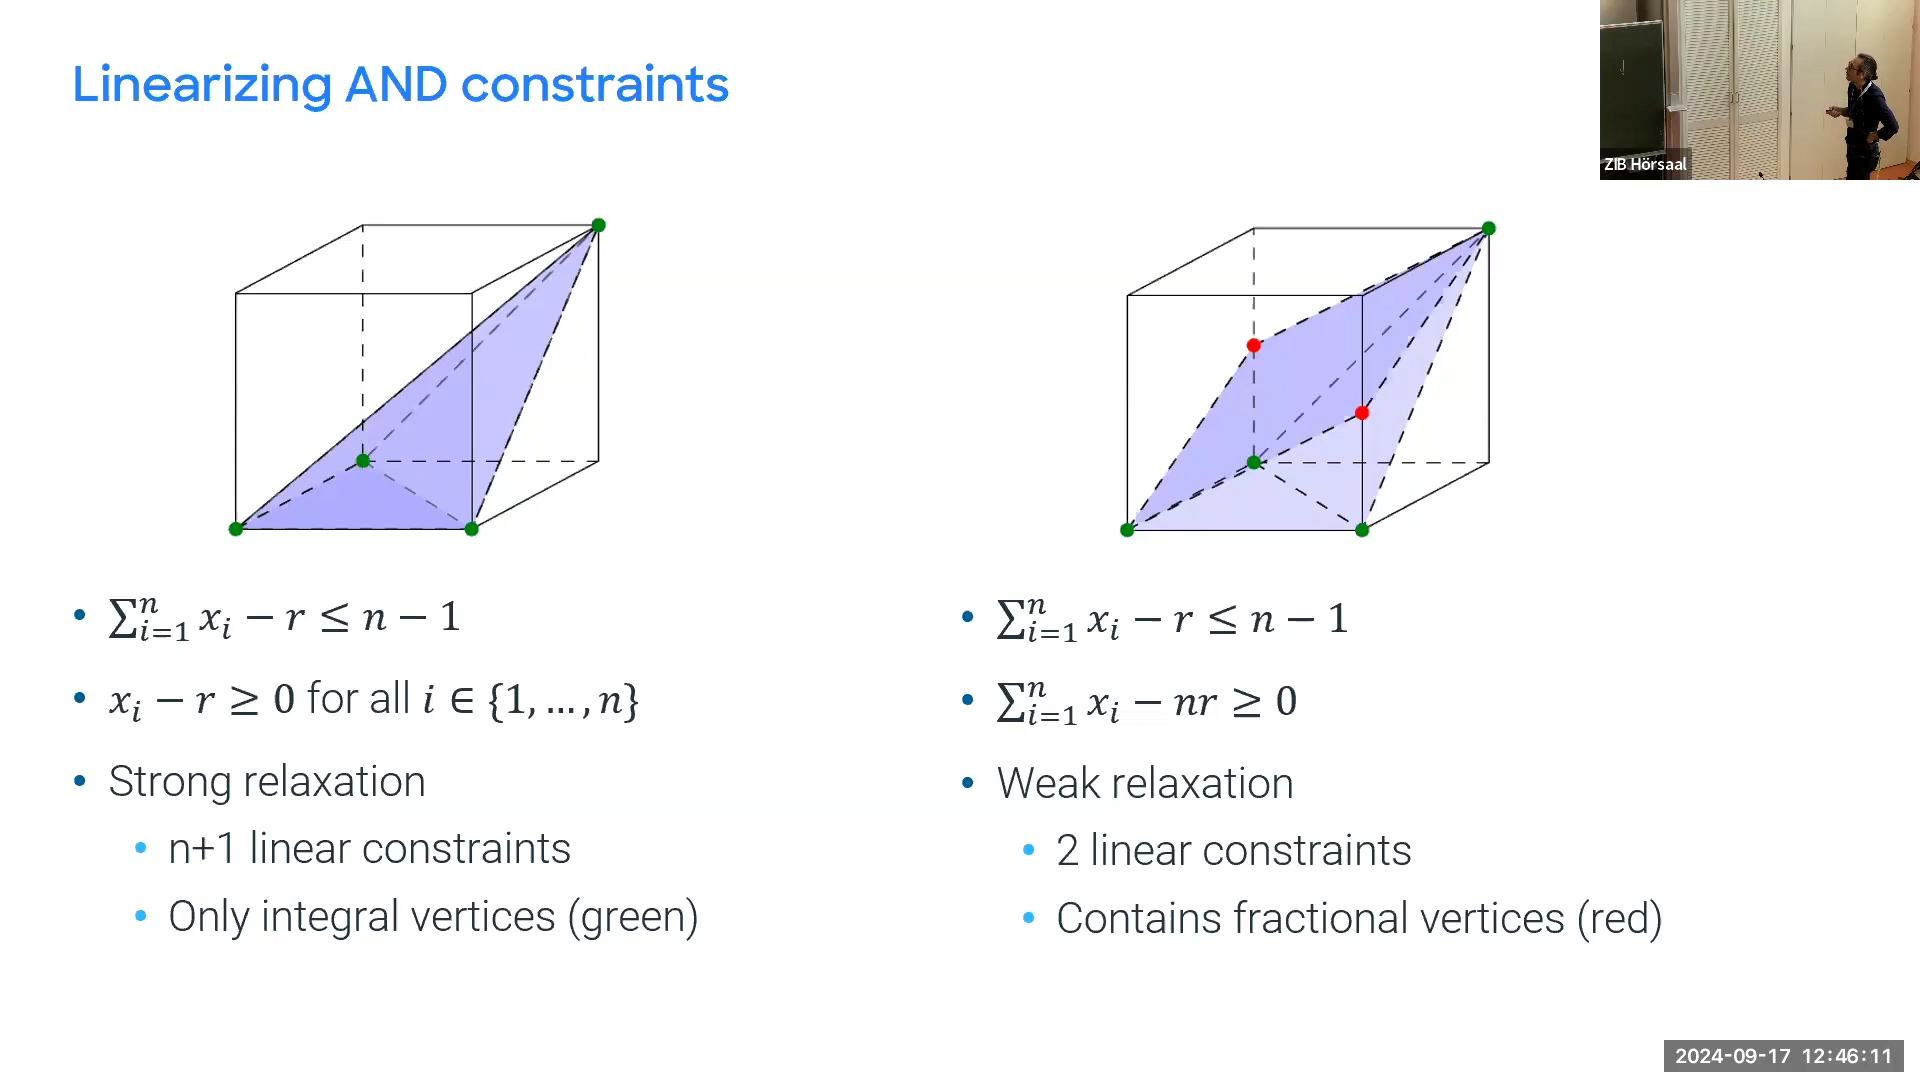 Linearizing AND constraints
ZIB Hörsaal
• ∑ⁿᵢ₌₁ xᵢ − r ≤ n − 1
• xᵢ − r ≥ 0 for all i ∈ {1, … , n}
• Strong relaxation
• n+1 linear constraints
• Only integral vertices (green)
• ∑ⁿᵢ₌₁ xᵢ − r ≤ n − 1
• ∑ⁿᵢ₌₁ xᵢ − nr ≥ 0
• Weak relaxation
• 2 linear constraints
• Contains fractional vertices (red)
2024-09-17 12:46:11